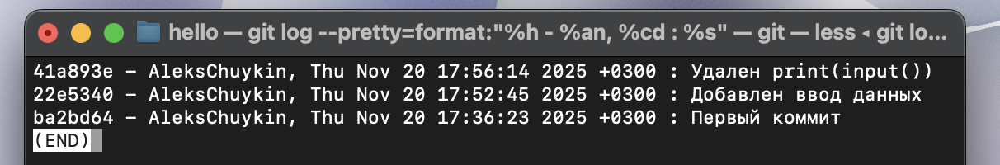 hello — git log --pretty=format:"%h - %an, %cd : %s" — git — less ◂ git lo...
41a893e - AleksChuykin, Thu Nov 20 17:56:14 2025 +0300 : Удален print(input())
22e5340 - AleksChuykin, Thu Nov 20 17:52:45 2025 +0300 : Добавлен ввод данных
ba2bd64 - AleksChuykin, Thu Nov 20 17:36:23 2025 +0300 : Первый коммит
(END)